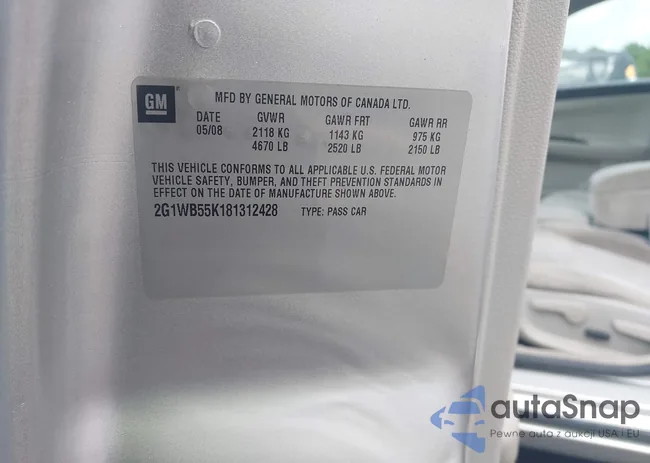 GM
MFD BY GENERAL MOTORS OF CANADA LTD.
DATE GVWR GAWR FRT GAWR RR
05/08 2118 KG 1143 KG 975 KG
4670 LB 2520 LB 2150 LB
THIS VEHICLE CONFORMS TO ALL APPLICABLE U.S. FEDERAL MOTOR
VEHICLE SAFETY, BUMPER, AND THEFT PREVENTION STANDARDS IN
EFFECT ON THE DATE OF MANUFACTURE SHOWN ABOVE.
2G1WB55K181312428 TYPE: PASS CAR
autoSnap
Pewne auta z aukcji USA i EU